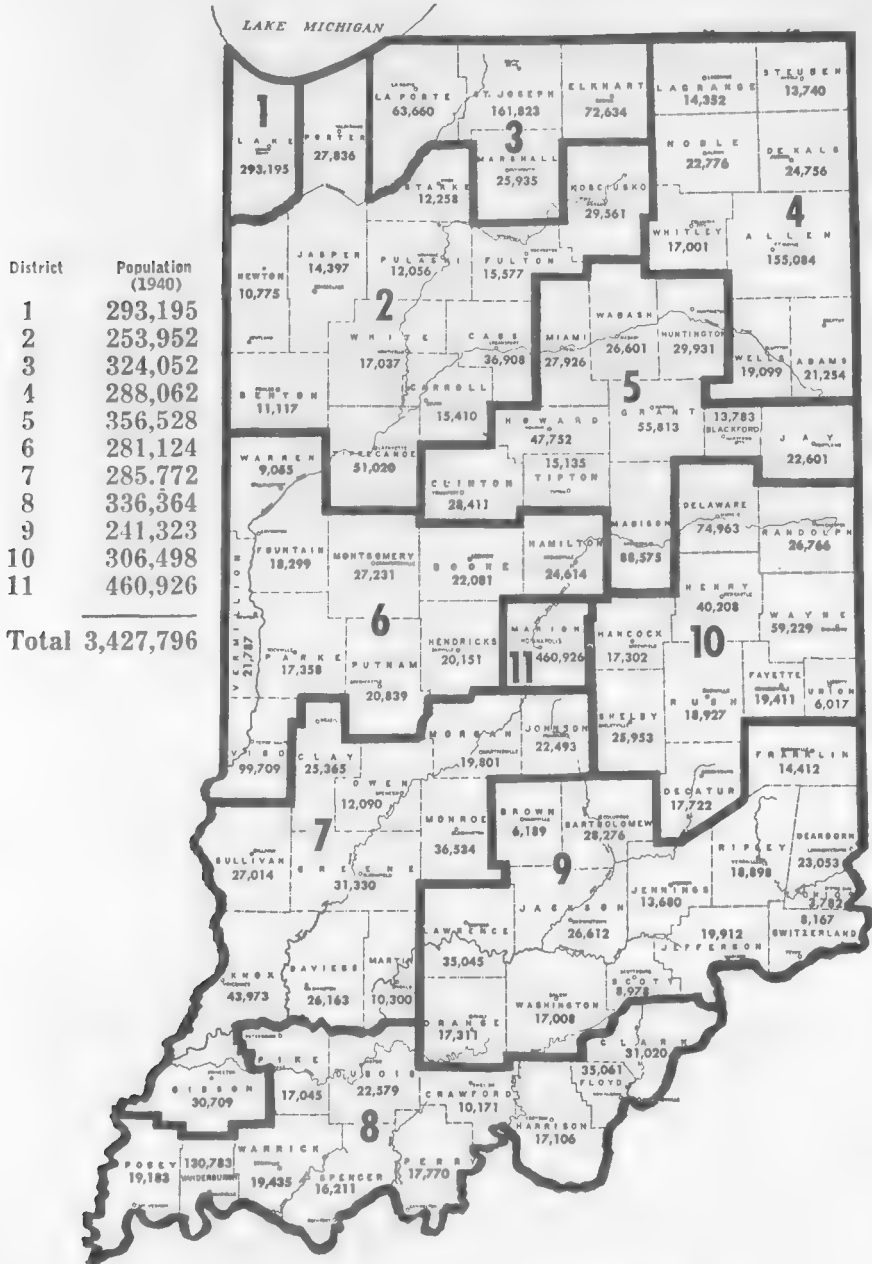 LAKE MICHIGAN
District Population
(1940)
1 293,195
2 253,952
3 324,052
4 288,062
5 356,528
6 281,124
7 285.772
8 336,364
9 241,323
10 306,498
11 460,926
Total 3,427,796
1
LAKE
293,195
PORTER
27,836
LA PORTE
63,660
ST. JOSEPH
161,823
3
ELKHART
72,634
LAGRANGE
14,352
STEUBEN
13,740
NOBLE
22,776
DE KALB
24,756
MARSHALL
25,935
STARKE
12,258
KOSCIUSKO
29,561
4
WHITLEY
17,001
ALLEN
155,084
NEWTON
10,775
JASPER
14,397
PULASKI
12,056
FULTON
15,577
2
WHITE
17,037
CASS
36,908
MIAMI
27,926
WABASH
26,601
HUNTINGTON
29,931
WELLS
19,099
ADAMS
21,254
BENTON
11,117
CARROLL
15,410
5
HOWARD
47,752
GRANT
55,813
13,783
BLACKFORD
JAY
22,601
WARREN
9,085
TIPPECANOE
51,020
CLINTON
28,411
15,135
TIPTON
MADISON
88,575
DELAWARE
74,963
RANDOLPH
26,766
FOUNTAIN
18,299
MONTGOMERY
27,231
BOONE
22,081
HAMILTON
24,614
HENRY
40,208
WAYNE
59,229
VERMILLION
21,787
6
PARKE
17,358
PUTNAM
20,839
HENDRICKS
20,151
MARION
INDIANAPOLIS
11 460,926
HANCOCK
17,302
10
RUSH
18,927
FAYETTE
19,411
UNION
6,017
SHELBY
25,953
VIGO
99,709
CLAY
25,365
OWEN
12,090
MORGAN
19,801
JOHNSON
22,493
DECATUR
17,722
FRANKLIN
14,412
7
SULLIVAN
27,014
GREENE
31,330
MONROE
36,534
BROWN
6,189
BARTHOLOMEW
28,276
9
JENNINGS
13,680
RIPLEY
18,898
DEARBORN
23,053
OHIO
3,782
8,167
SWITZERLAND
LAWRENCE
35,045
JACKSON
26,612
19,912
JEFFERSON
KNOX
43,973
DAVIESS
26,163
MARTIN
10,300
ORANGE
17,311
WASHINGTON
17,008
SCOTT
8,978
CLARK
31,020
35,061
FLOYD
GIBSON
30,709
PIKE
17,045
DUBOIS
22,579
CRAWFORD
10,171
HARRISON
17,106
8
POSEY
19,183
130,783
VANDERBURGH
WARRICK
19,435
SPENCER
16,211
PERRY
17,770